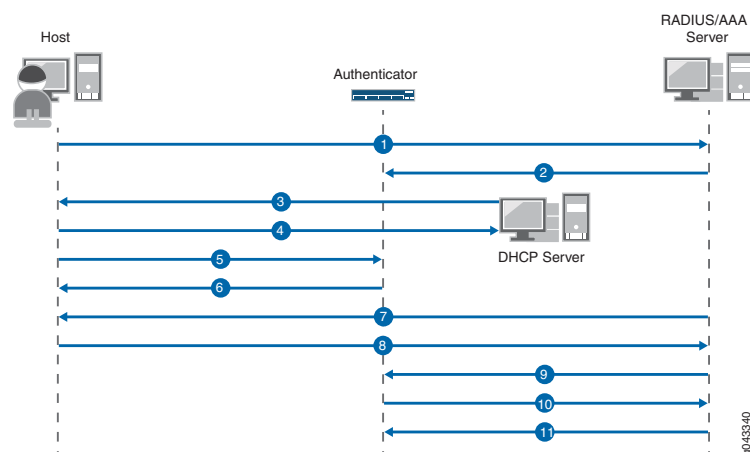 RADIUS/AAA
Server
Host
Authenticator
1
2
3
4
DHCP Server
5
6
7
8
9
10
11
g043340